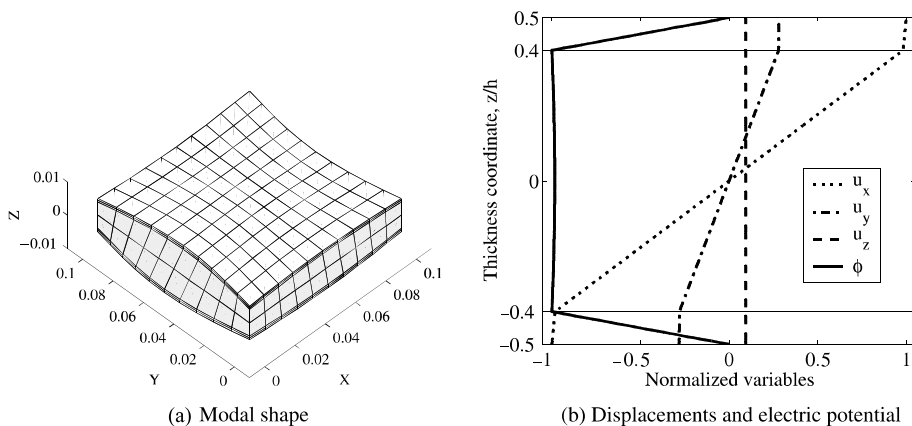 0.01
0
−0.01
Z
0.1
0.08
0.06
0.04
0.02
0
Y
0
0.02
0.04
0.06
0.08
0.1
X
(a) Modal shape
0.5
0.4
0
−0.4
−0.5
Thickness coordinate, z/h
−1
−0.5
0
0.5
1
Normalized variables
u_x
u_y
u_z
ϕ
(b) Displacements and electric potential